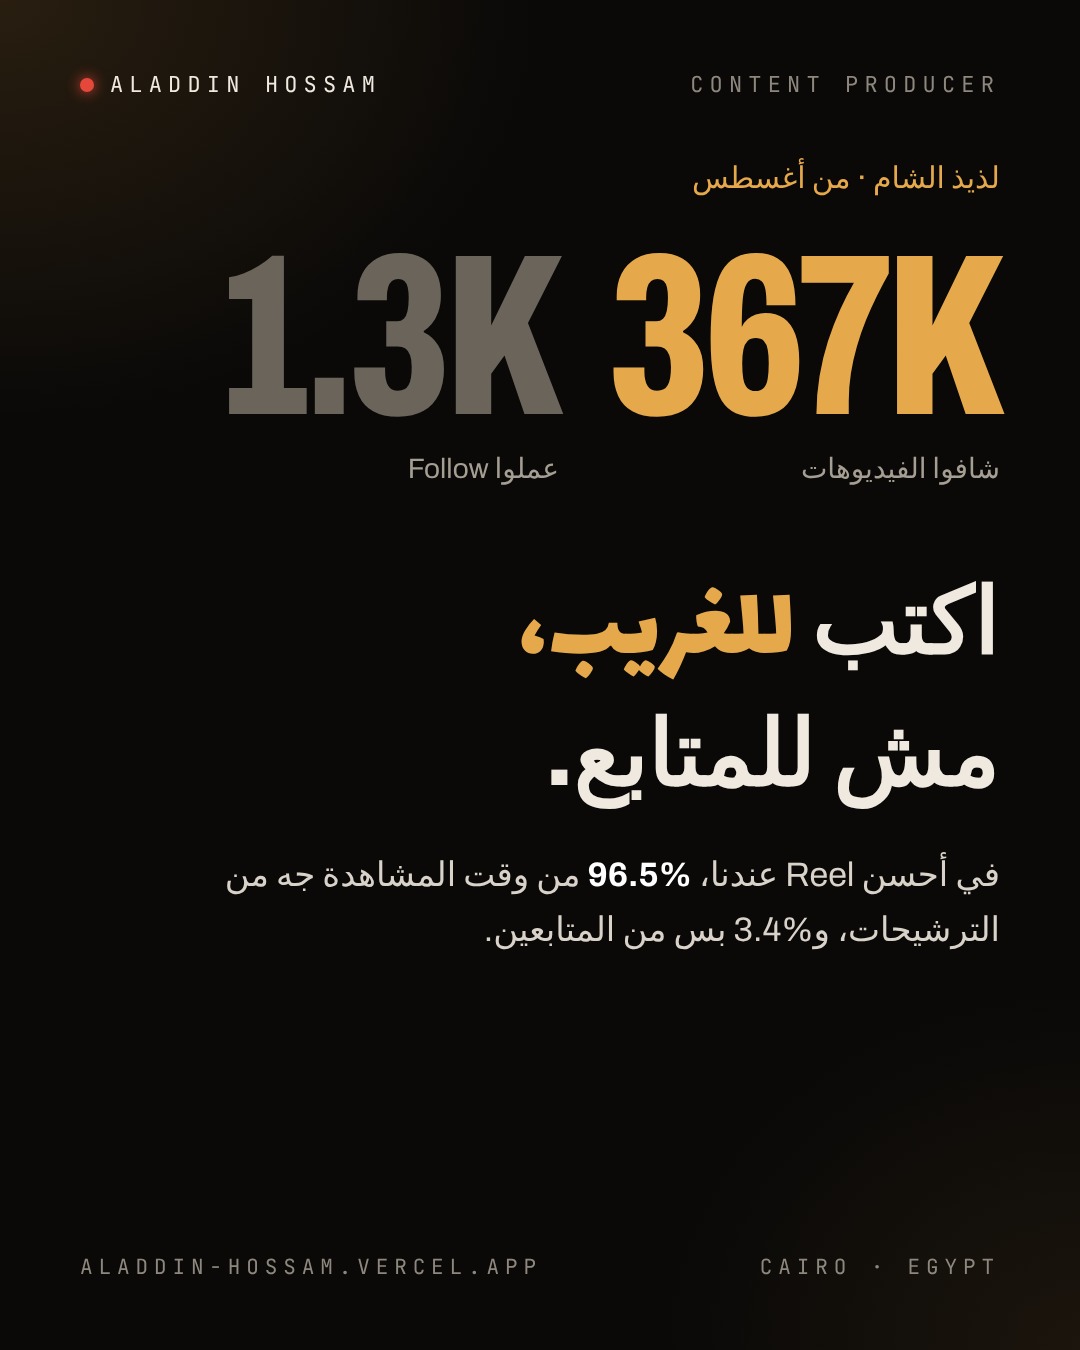 ALADDIN HOSSAM
CONTENT PRODUCER
لذيذ الشام · من أغسطس
367K 1.3K
شافوا الفيديوهات عملوا Follow
اكتب للغريب،
مش للمتابع.
في أحسن Reel عندنا، 96.5% من وقت المشاهدة جه من
الترشيحات، و3.4% بس من المتابعين.
ALADDIN-HOSSAM.VERCEL.APP
CAIRO · EGYPT